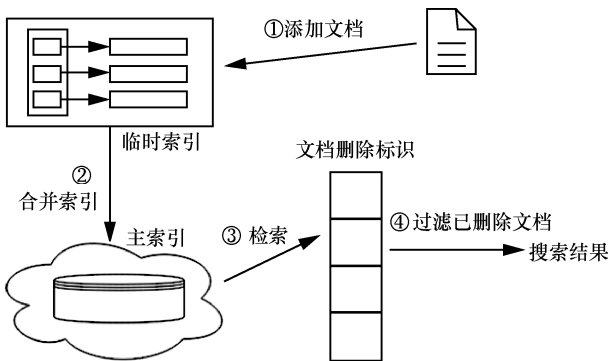 ①添加文档
临时索引
文档删除标识
②
合并索引
主索引
③ 检索
④过滤已删除文档
搜索结果